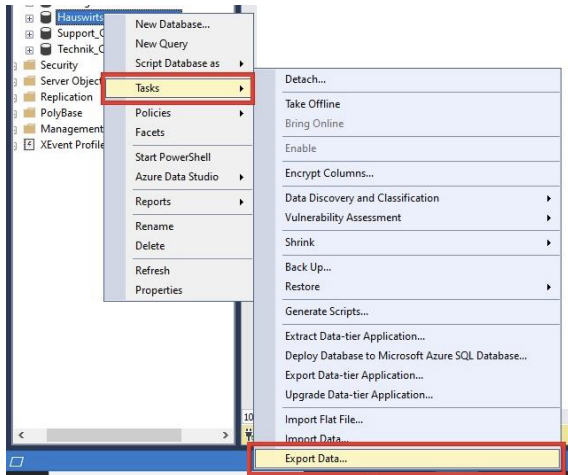 Hauswirts
Support_C
Technik_C
Security
Server Object
Replication
PolyBase
Management
XEvent Profile
New Database...
New Query
Script Database as
Tasks
Policies
Facets
Start PowerShell
Azure Data Studio
Reports
Rename
Delete
Refresh
Properties
Detach...
Take Offline
Bring Online
Enable
Encrypt Columns...
Data Discovery and Classification
Vulnerability Assessment
Shrink
Back Up...
Restore
Generate Scripts...
Extract Data-tier Application...
Deploy Database to Microsoft Azure SQL Database...
Export Data-tier Application...
Upgrade Data-tier Application...
Import Flat File...
Import Data...
Export Data...
10